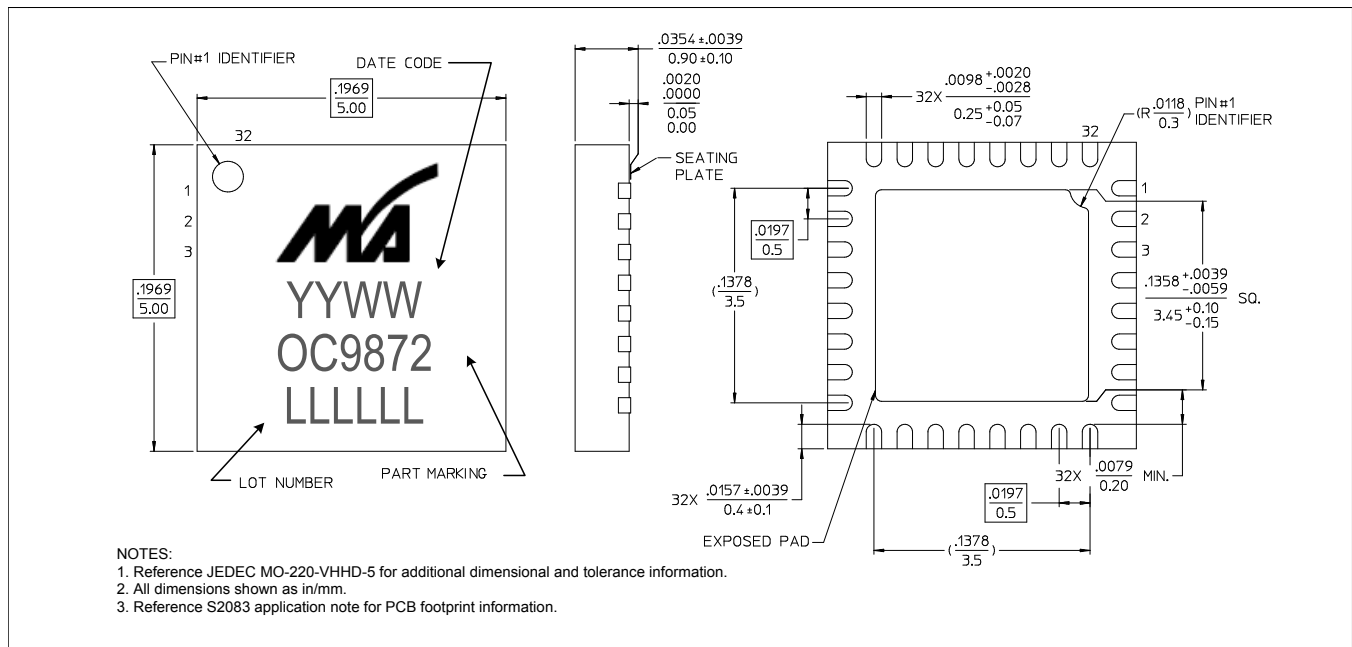 PIN#1 IDENTIFIER
DATE CODE
.1969
5.00
32
1
2
3
.1969
5.00
MA
YYWW
OC9872
LLLLLL
LOT NUMBER
PART MARKING
.0354 ±.0039
0.90 ±0.10
.0020
.0000
0.05
0.00
SEATING
PLATE
32X .0098 +.0020 -.0028
0.25 +0.05 -0.07
32
(R .0118 / 0.3)
PIN#1
IDENTIFIER
1
2
3
.0197
0.5
(.1378 / 3.5)
.1358 +.0039 -.0059
3.45 +0.10 -0.15
SQ.
32X .0157 ±.0039
0.4 ±0.1
EXPOSED PAD
(.1378 / 3.5)
.0197
0.5
32X .0079 MIN.
0.20
NOTES:
1. Reference JEDEC MO-220-VHHD-5 for additional dimensional and tolerance information.
2. All dimensions shown as in/mm.
3. Reference S2083 application note for PCB footprint information.